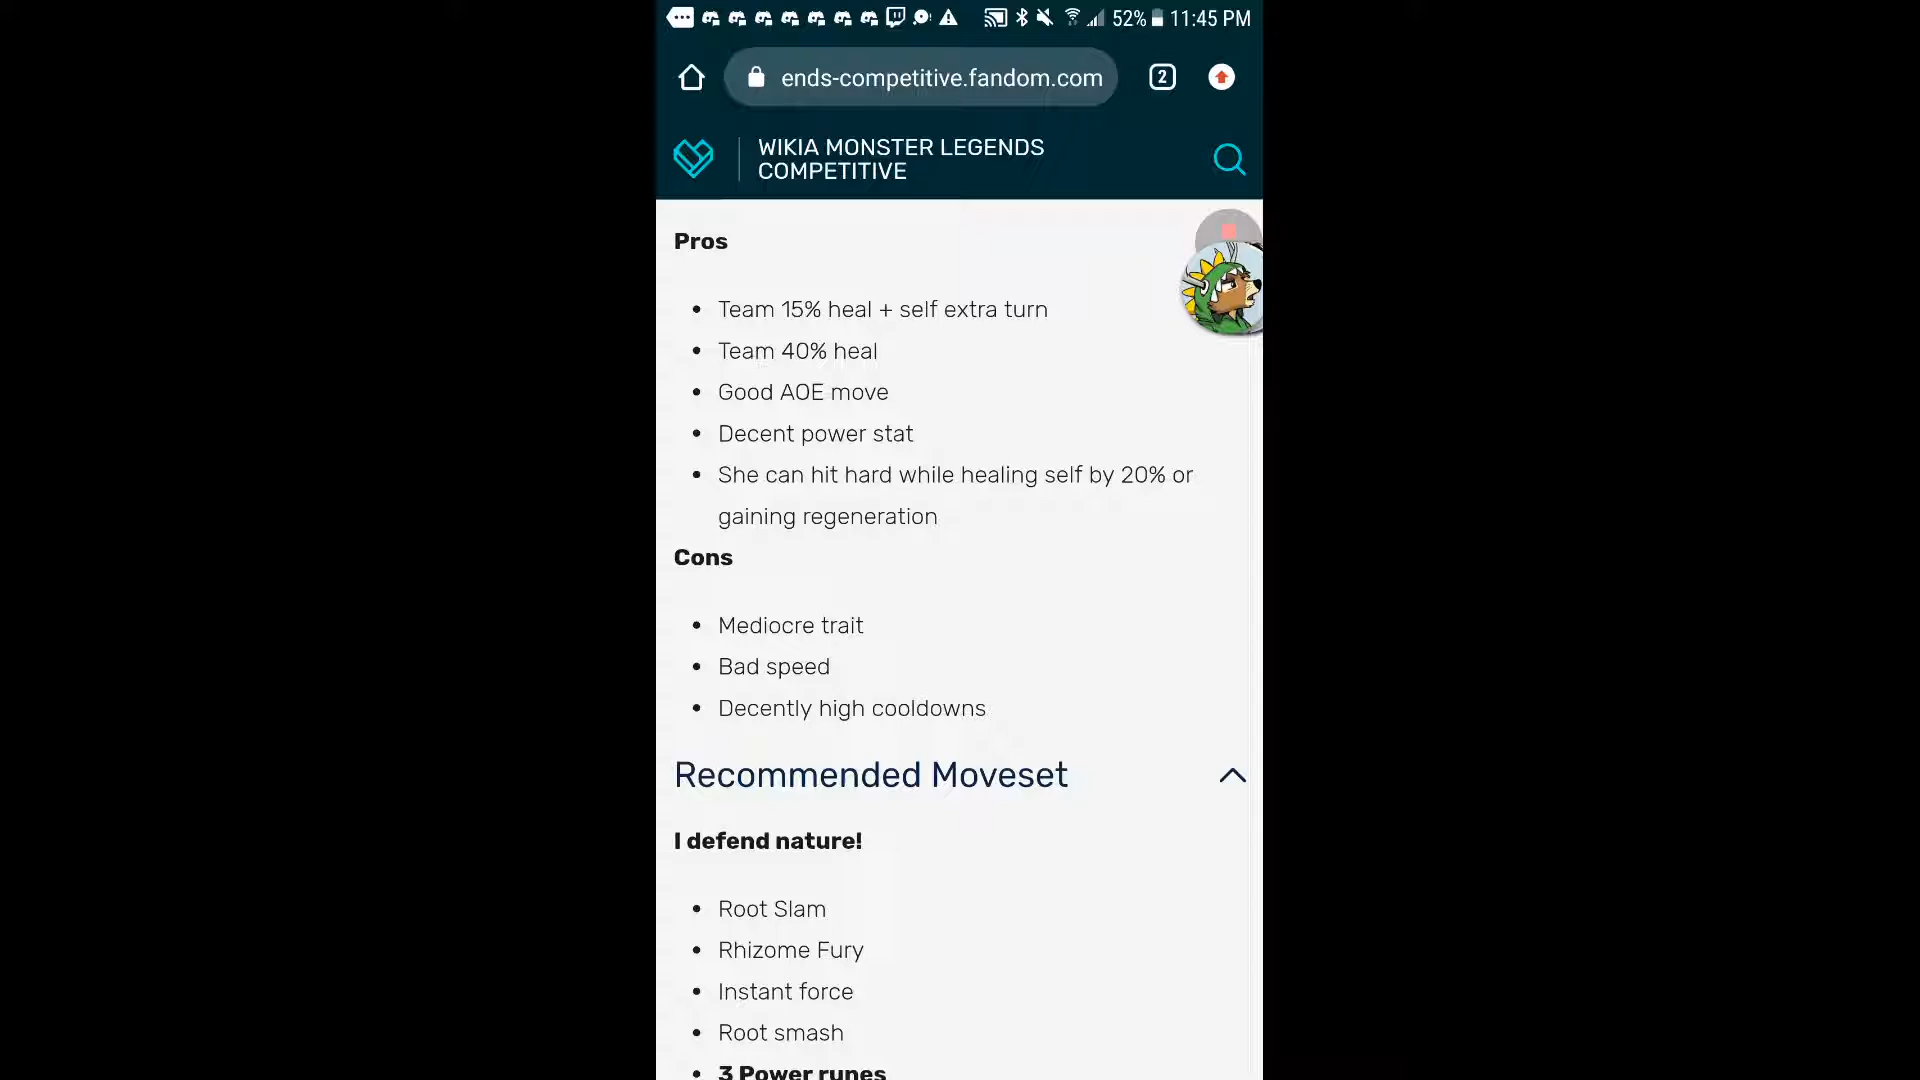 52% 11:45 PM
ends-competitive.fandom.com
2
WIKIA MONSTER LEGENDS
COMPETITIVE
Pros
Team 15% heal + self extra turn
Team 40% heal
Good AOE move
Decent power stat
She can hit hard while healing self by 20% or
gaining regeneration
Cons
Mediocre trait
Bad speed
Decently high cooldowns
Recommended Moveset
I defend nature!
Root Slam
Rhizome Fury
Instant force
Root smash
3 Power runes